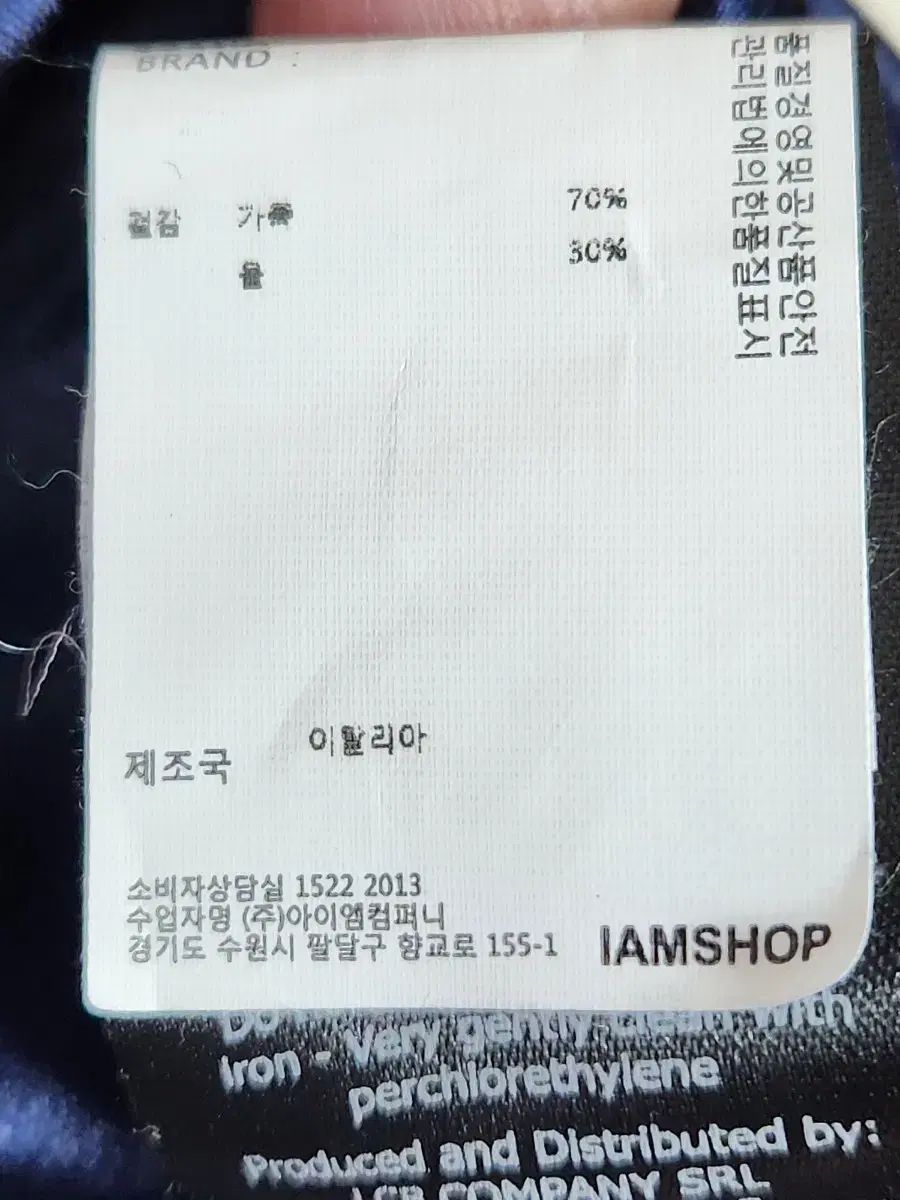 BRAND :
품질경영및공산품안전
관리법에의한품질표시
겉감 가죽 70%
울 30%
제조국 이탈리아
소비자상담실 1522 2013
수업자명 (주)아이엠컴퍼니
경기도 수원시 팔달구 향교로 155-1
IAMSHOP
Very gently clean with
Iron - perchlorethylene
Produced and Distributed by:
LCB COMPANY SRL